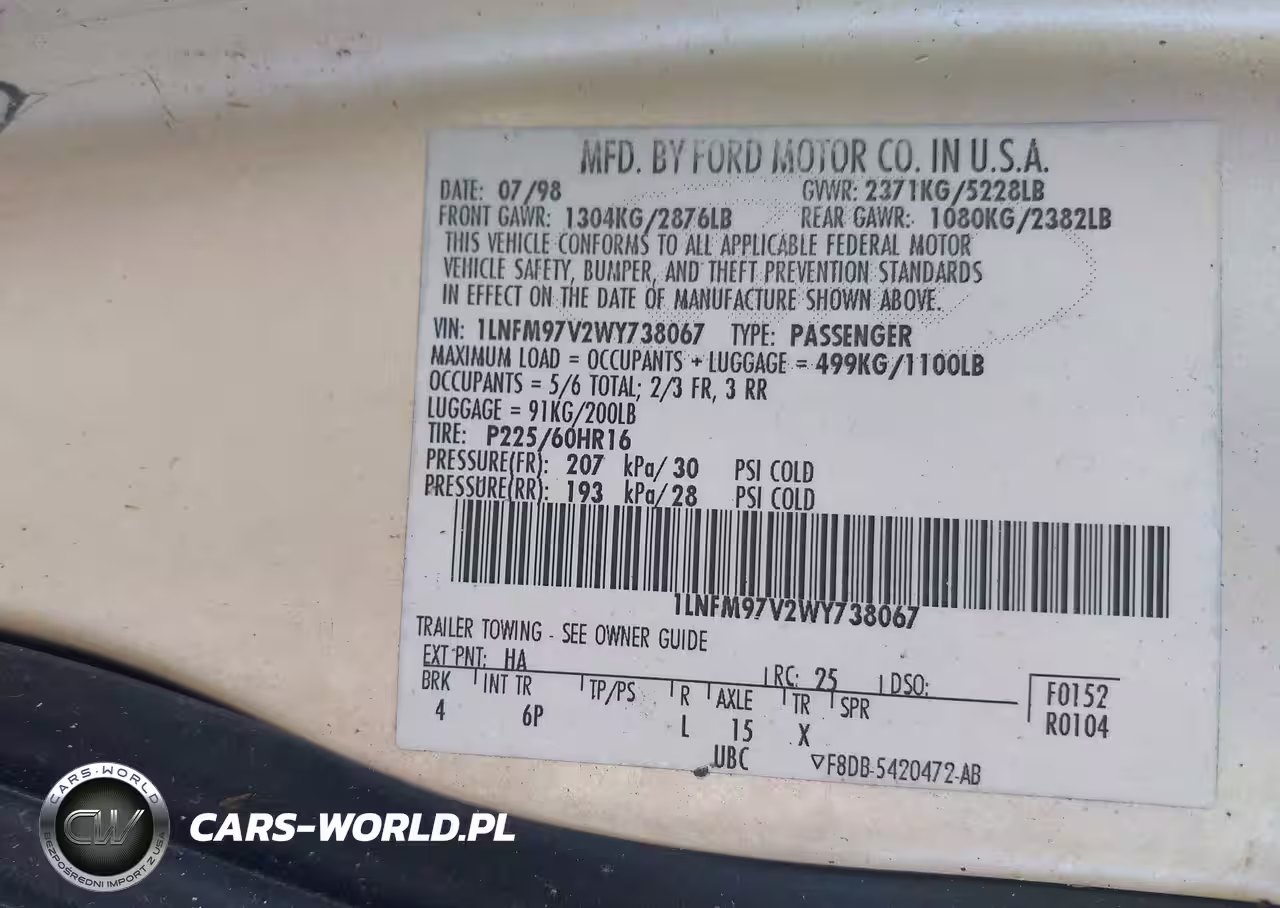 MFD. BY FORD MOTOR CO. IN U.S.A.
DATE: 07/98 GVWR: 2371KG/5228LB
FRONT GAWR: 1304KG/2876LB REAR GAWR: 1080KG/2382LB
THIS VEHICLE CONFORMS TO ALL APPLICABLE FEDERAL MOTOR
VEHICLE SAFETY, BUMPER, AND THEFT PREVENTION STANDARDS
IN EFFECT ON THE DATE OF MANUFACTURE SHOWN ABOVE.
VIN: 1LNFM97V2WY738067 TYPE: PASSENGER
MAXIMUM LOAD = OCCUPANTS + LUGGAGE = 499KG/1100LB
OCCUPANTS = 5/6 TOTAL; 2/3 FR, 3 RR
LUGGAGE = 91KG/200LB
TIRE: P225/60HR16
PRESSURE(FR): 207 kPa/ 30 PSI COLD
PRESSURE(RR): 193 kPa/ 28 PSI COLD
1LNFM97V2WY738067
TRAILER TOWING - SEE OWNER GUIDE
EXT PNT: HA RC: 25 DSO:
BRK INT TR TP/PS R AXLE TR SPR
4 6P L 15 X
UBC
F0152
R0104
▽F8DB-5420472-AB
CARS-WORLD
CW
BEZPOŚREDNI IMPORT Z USA
CARS-WORLD.PL